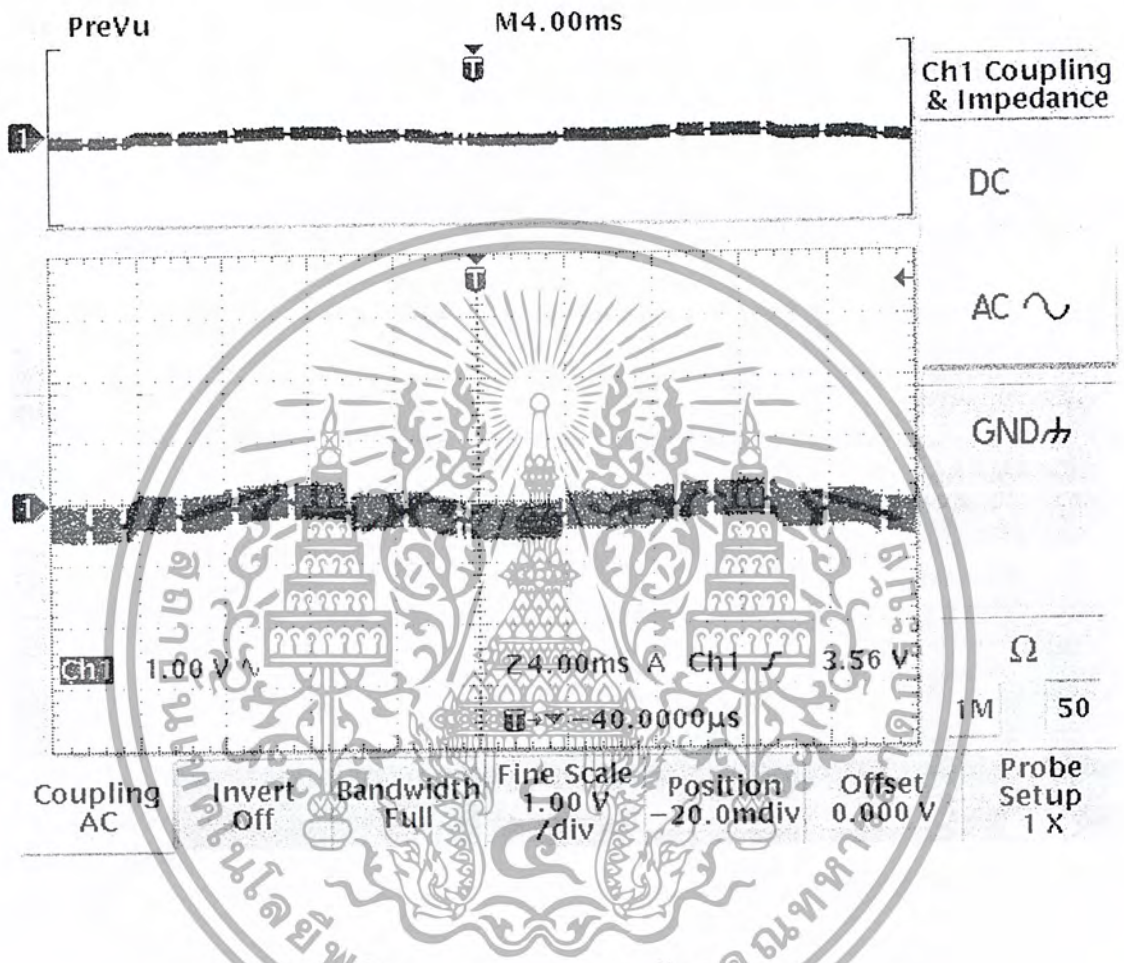 PreVu M4.00ms
T
Ch1 Coupling
& Impedance
1
DC
T
AC
GND
1
Ch1 1.00 V Z4.00ms A Ch1 3.56 V
T -40.0000μs
Ω
1M 50
Coupling
AC
Invert
Off
Bandwidth
Full
Fine Scale
1.00 V
/div
Position
-20.0mdiv
Offset
0.000 V
Probe
Setup
1 X